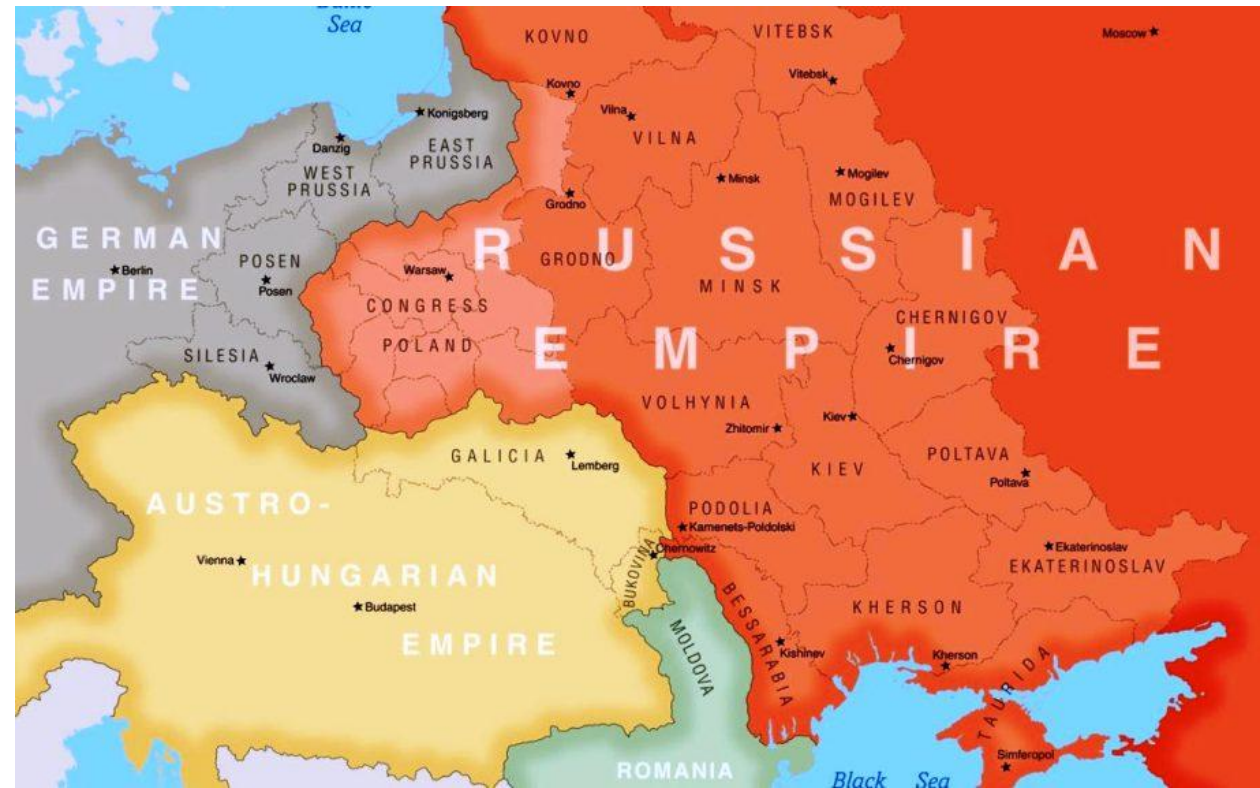 Sea
KOVNO
VITEBSK
Moscow
Kovno
Vitebsk
Vilna
VILNA
Konigsberg
Danzig
EAST
PRUSSIA
WEST
PRUSSIA
Minsk
Mogilev
MOGILEV
Grodno
GERMAN
EMPIRE
Berlin
POSEN
Posen
RUSSIAN
EMPIRE
GRODNO
MINSK
Warsaw
CONGRESS
POLAND
CHERNIGOV
Chernigov
SILESIA
Wroclaw
VOLHYNIA
Zhitomir
Kiev
KIEV
POLTAVA
Poltava
GALICIA
Lemberg
AUSTRO-
HUNGARIAN
EMPIRE
Vienna
Budapest
PODOLIA
Kamenets-Poldolski
Chernowitz
BUKOVINA
Ekaterinoslav
EKATERINOSLAV
BESSARABIA
KHERSON
Kishinev
Kherson
MOLDOVA
TAURIDA
Simferopol
ROMANIA
Black Sea